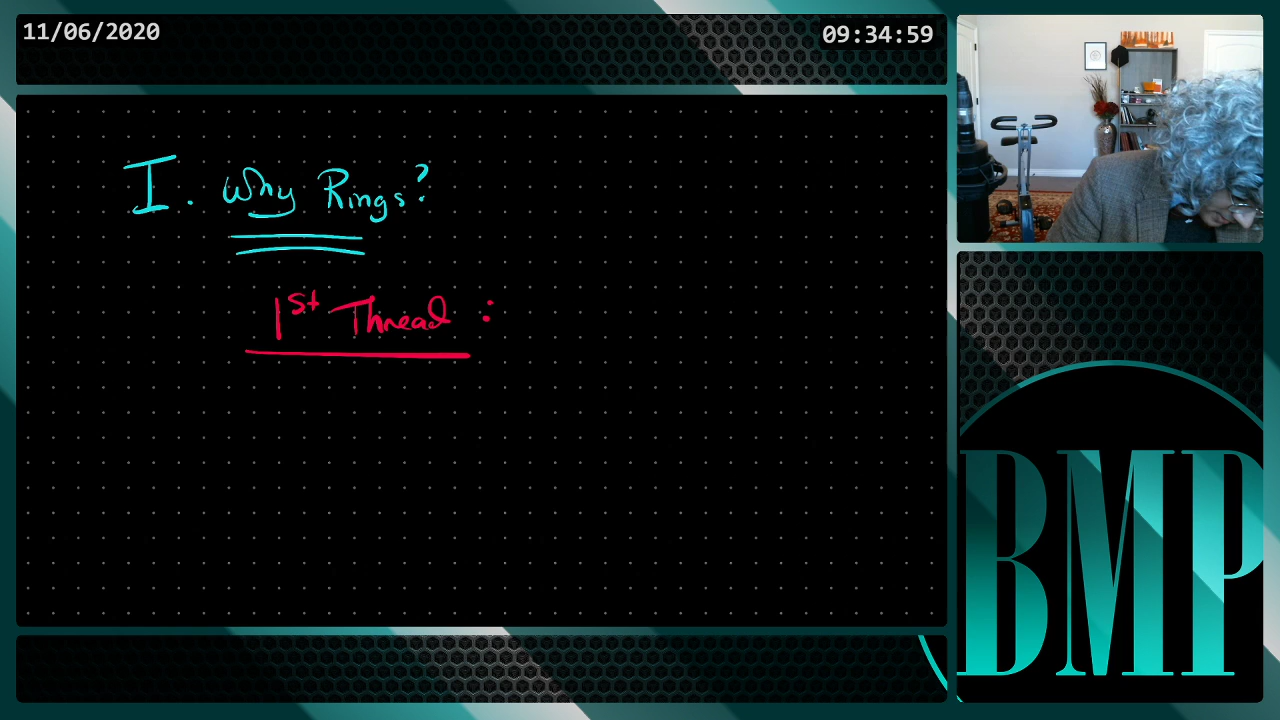 11/06/2020
09:34:59
I. Why Rings?
1st Thread :
BMP